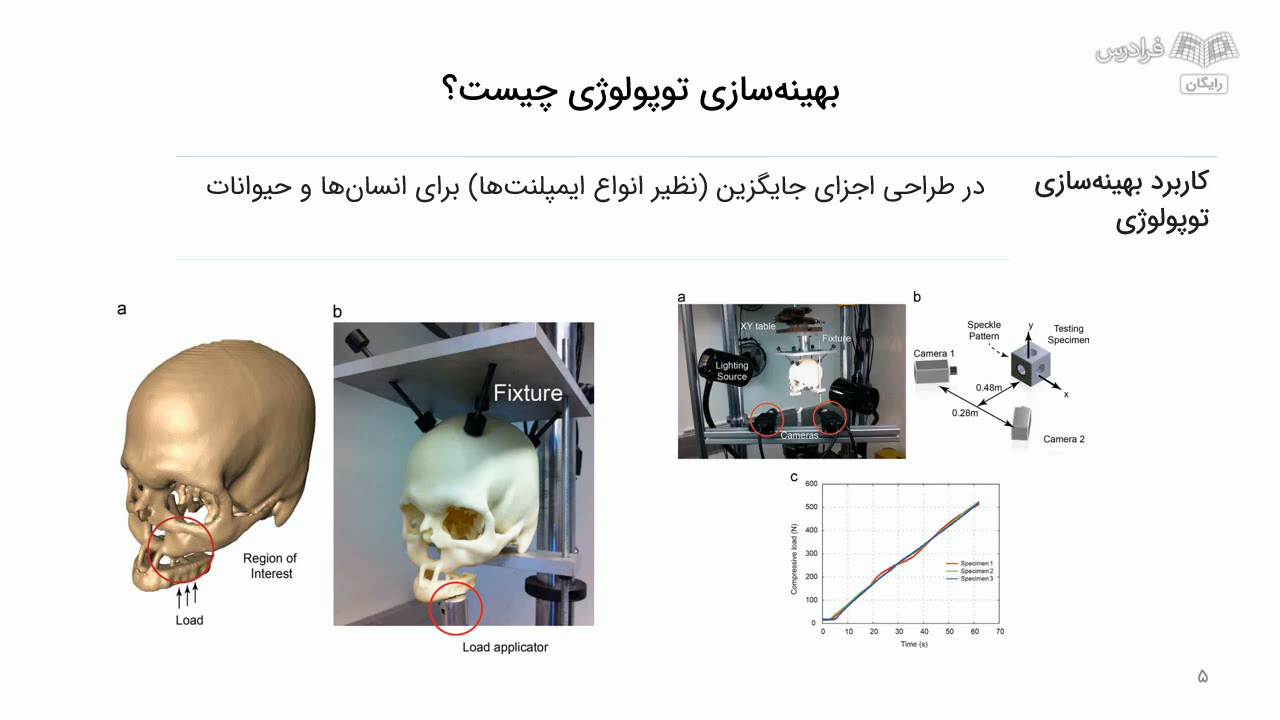 فرادرس
رایگان
بهینه‌سازی توپولوژی چیست؟
کاربرد بهینه‌سازی
توپولوژی
در طراحی اجزای جایگزین (نظیر انواع ایمپلنت‌ها) برای انسان‌ها و حیوانات
a
Region of
Interest
Load
b
Fixture
Load applicator
a
XY table
Fixture
Lighting
Source
Cameras
b
Speckle
Pattern
y
Testing
Specimen
Camera 1
0.48m
x
0.28m
Camera 2
c
600
500
400
300
200
100
0
Compressive load (N)
Specimen 1
Specimen 2
Specimen 3
0 10 20 30 40 50 60 70
Time (s)
۵